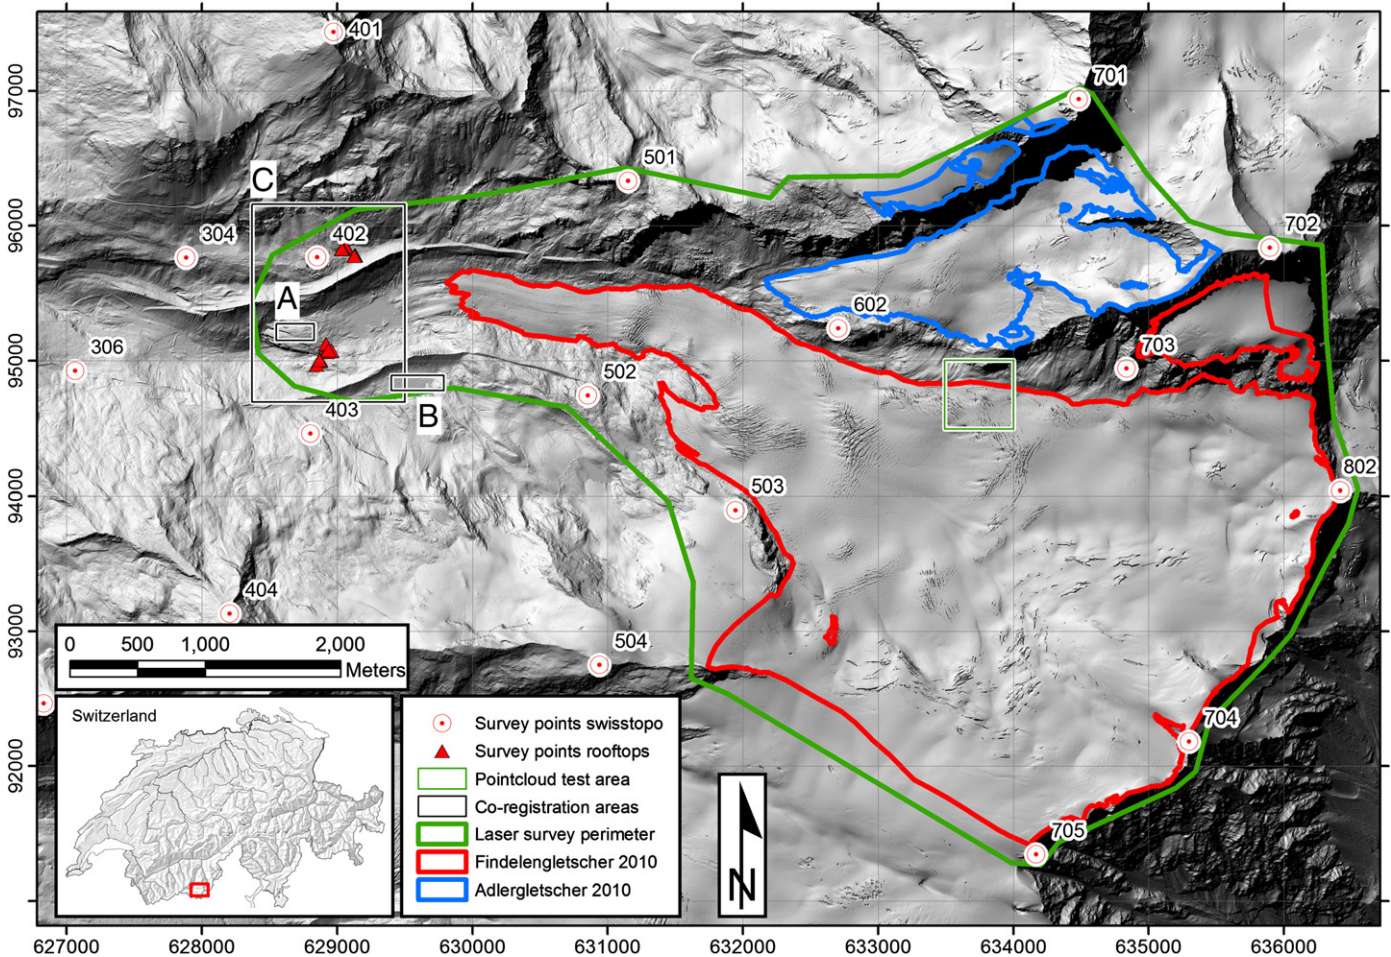 401
701
97000
501
C
96000
304
402
702
A
602
306
95000
703
502
B
403
802
94000
503
404
93000
504
0 500 1,000 2,000
Meters
704
92000
705
Switzerland
Survey points swisstopo
Survey points rooftops
Pointcloud test area
Co-registration areas
Laser survey perimeter
Findelengletscher 2010
Adlergletscher 2010
N
627000 628000 629000 630000 631000 632000 633000 634000 635000 636000